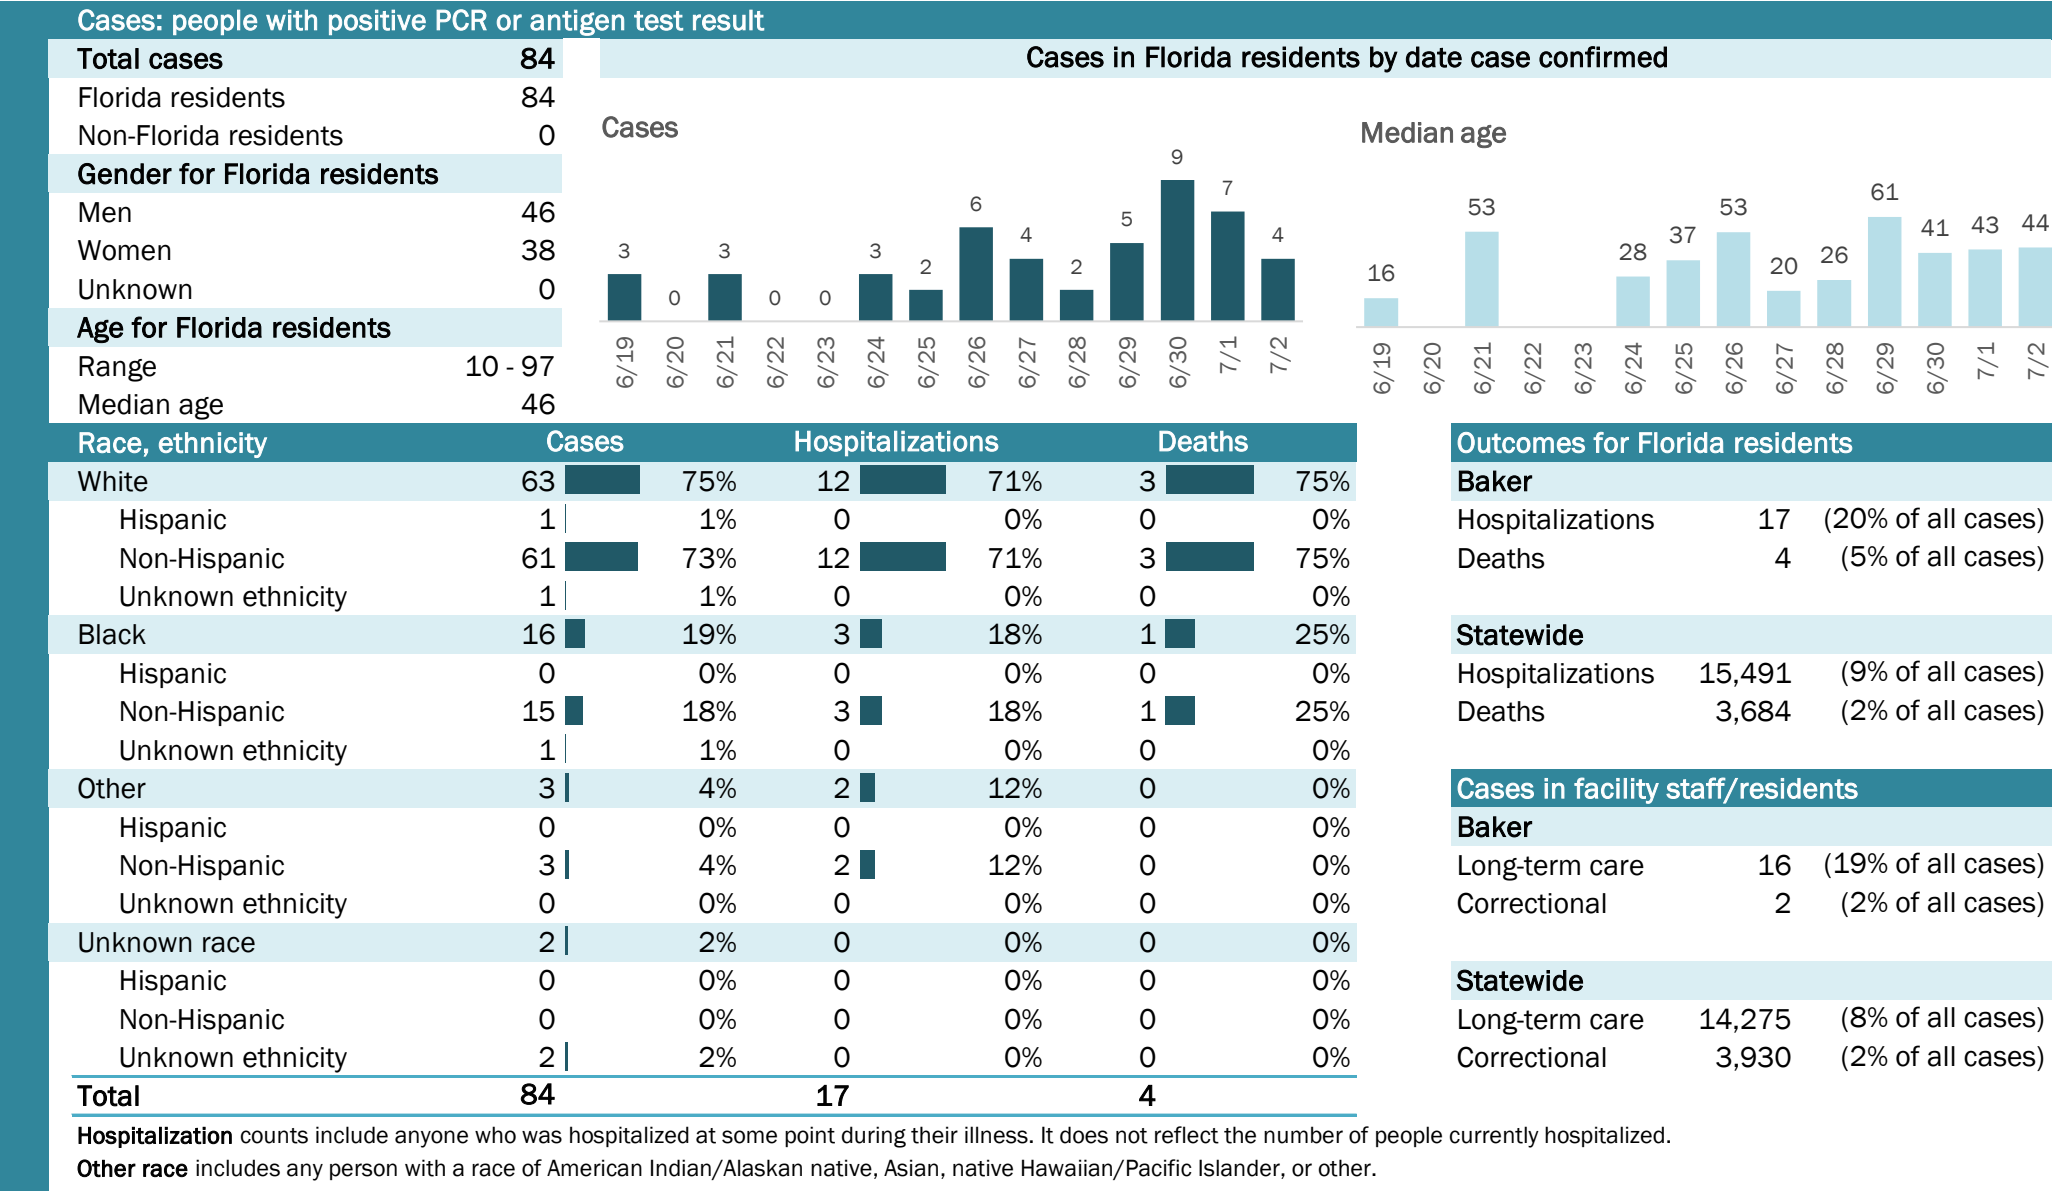 Cases: people with positive PCR or antigen test result
Total cases 84
Florida residents 84
Non-Florida residents 0
Gender for Florida residents
Men 46
Women 38
Unknown 0
Age for Florida residents
Range 10 - 97
Median age 46
Cases in Florida residents by date case confirmed
Cases
3 0 3 0 0 3 2 6 4 2 5 9 7 4
6/19 6/20 6/21 6/22 6/23 6/24 6/25 6/26 6/27 6/28 6/29 6/30 7/1 7/2
Median age
16 53 28 37 53 20 26 61 41 43 44
6/19 6/20 6/21 6/22 6/23 6/24 6/25 6/26 6/27 6/28 6/29 6/30 7/1 7/2
Race, ethnicity Cases Hospitalizations Deaths
White 63 75% 12 71% 3 75%
Hispanic 1 1% 0 0% 0 0%
Non-Hispanic 61 73% 12 71% 3 75%
Unknown ethnicity 1 1% 0 0% 0 0%
Black 16 19% 3 18% 1 25%
Hispanic 0 0% 0 0% 0 0%
Non-Hispanic 15 18% 3 18% 1 25%
Unknown ethnicity 1 1% 0 0% 0 0%
Other 3 4% 2 12% 0 0%
Hispanic 0 0% 0 0% 0 0%
Non-Hispanic 3 4% 2 12% 0 0%
Unknown ethnicity 0 0% 0 0% 0 0%
Unknown race 2 2% 0 0% 0 0%
Hispanic 0 0% 0 0% 0 0%
Non-Hispanic 0 0% 0 0% 0 0%
Unknown ethnicity 2 2% 0 0% 0 0%
Total 84 17 4
Outcomes for Florida residents
Baker
Hospitalizations 17 (20% of all cases)
Deaths 4 (5% of all cases)
Statewide
Hospitalizations 15,491 (9% of all cases)
Deaths 3,684 (2% of all cases)
Cases in facility staff/residents
Baker
Long-term care 16 (19% of all cases)
Correctional 2 (2% of all cases)
Statewide
Long-term care 14,275 (8% of all cases)
Correctional 3,930 (2% of all cases)
Hospitalization counts include anyone who was hospitalized at some point during their illness. It does not reflect the number of people currently hospitalized.
Other race includes any person with a race of American Indian/Alaskan native, Asian, native Hawaiian/Pacific Islander, or other.